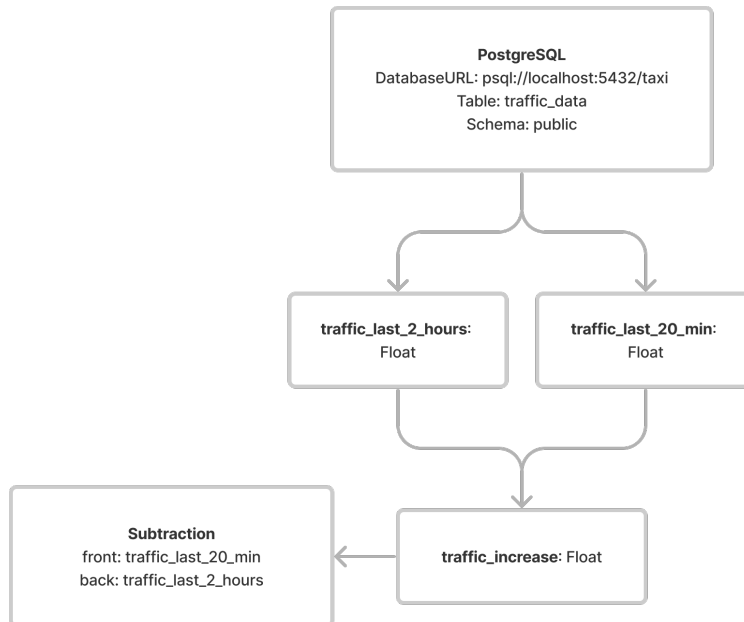 PostgreSQL
DatabaseURL: psql://localhost:5432/taxi
Table: traffic_data
Schema: public
traffic_last_2_hours:
Float
traffic_last_20_min:
Float
Subtraction
front: traffic_last_20_min
back: traffic_last_2_hours
traffic_increase: Float